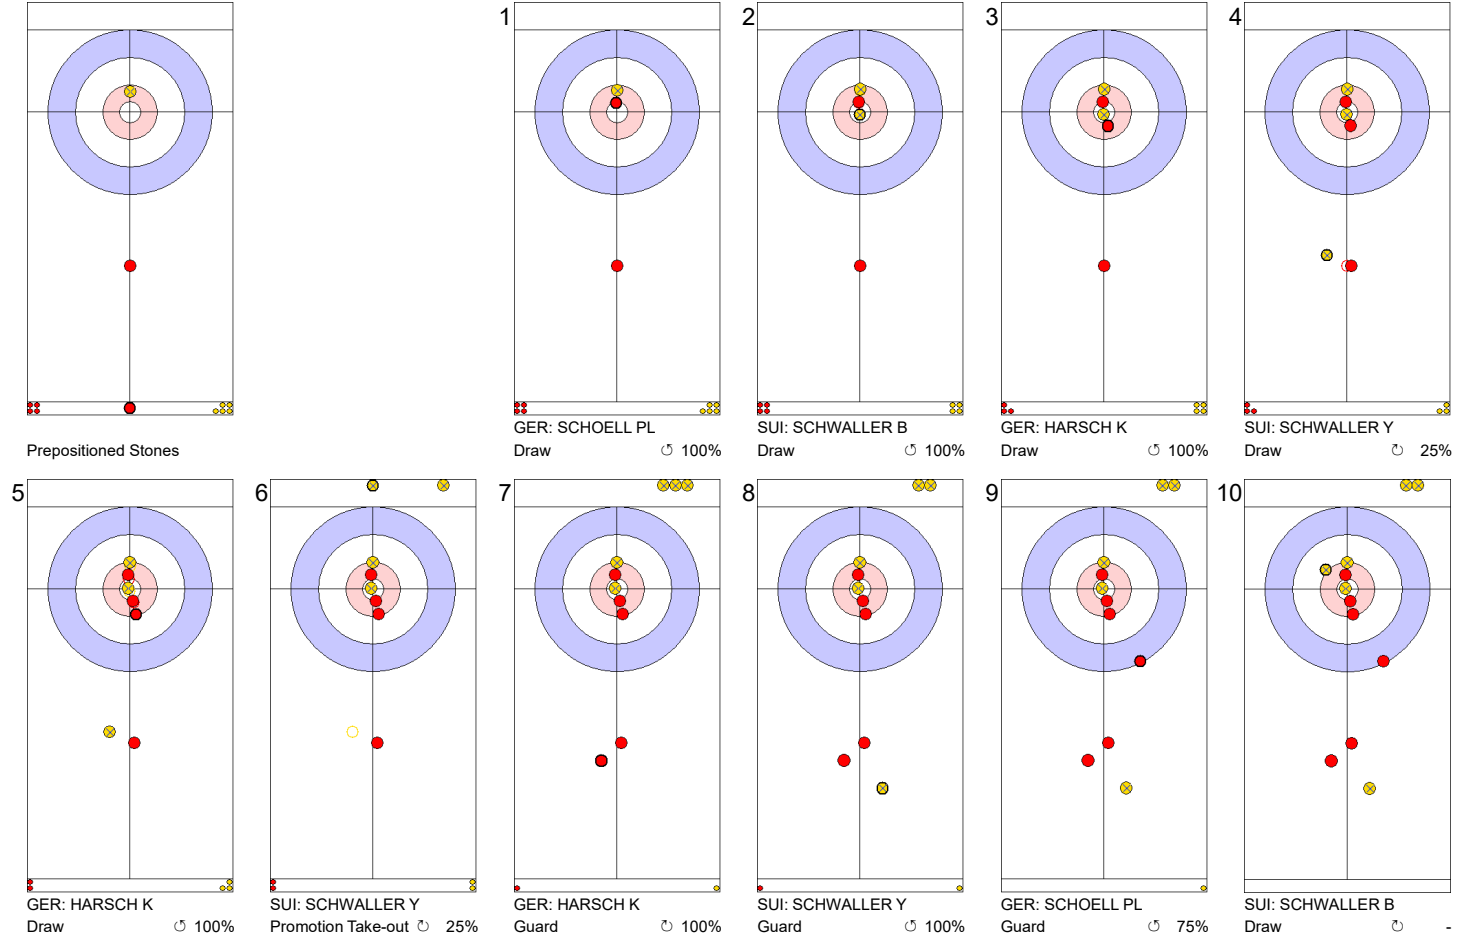 1
2
3
4
Prepositioned Stones
GER: SCHOELL PL
Draw ↺ 100%
SUI: SCHWALLER B
Draw ↺ 100%
GER: HARSCH K
Draw ↺ 100%
SUI: SCHWALLER Y
Draw ↻ 25%
5
6
7
8
9
10
GER: HARSCH K
Draw ↺ 100%
SUI: SCHWALLER Y
Promotion Take-out ↻ 25%
GER: HARSCH K
Guard ↻ 100%
SUI: SCHWALLER Y
Guard ↺ 100%
GER: SCHOELL PL
Guard ↺ 75%
SUI: SCHWALLER B
Draw ↻ -